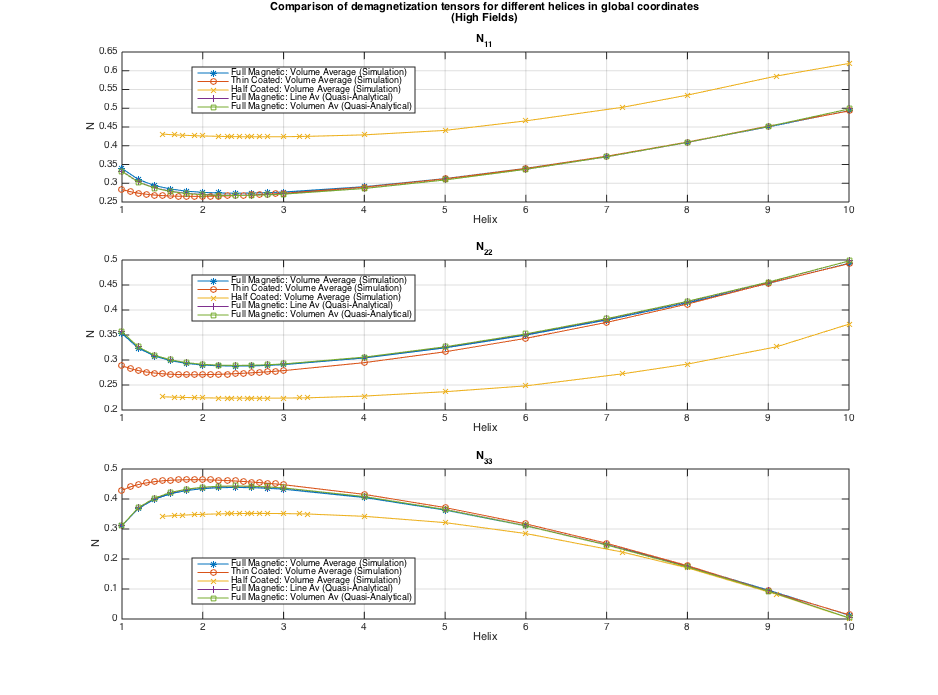 Comparison of demagnetization tensors for different helices in global coordinates
(High Fields)
N11
0.65
0.6
0.55
0.5
0.45
0.4
0.35
0.3
0.25
N
Full Magnetic: Volume Average (Simulation)
Thin Coated: Volume Average (Simulation)
Half Coated: Volume Average (Simulation)
Full Magnetic: Line Av (Quasi-Analytical)
Full Magnetic: Volumen Av (Quasi-Analytical)
1 2 3 4 5 6 7 8 9 10
Helix
N22
0.5
0.45
0.4
0.35
0.3
0.25
0.2
N
Full Magnetic: Volume Average (Simulation)
Thin Coated: Volume Average (Simulation)
Half Coated: Volume Average (Simulation)
Full Magnetic: Line Av (Quasi-Analytical)
Full Magnetic: Volumen Av (Quasi-Analytical)
1 2 3 4 5 6 7 8 9 10
Helix
N33
0.5
0.4
0.3
0.2
0.1
0
N
Full Magnetic: Volume Average (Simulation)
Thin Coated: Volume Average (Simulation)
Half Coated: Volume Average (Simulation)
Full Magnetic: Line Av (Quasi-Analytical)
Full Magnetic: Volumen Av (Quasi-Analytical)
1 2 3 4 5 6 7 8 9 10
Helix